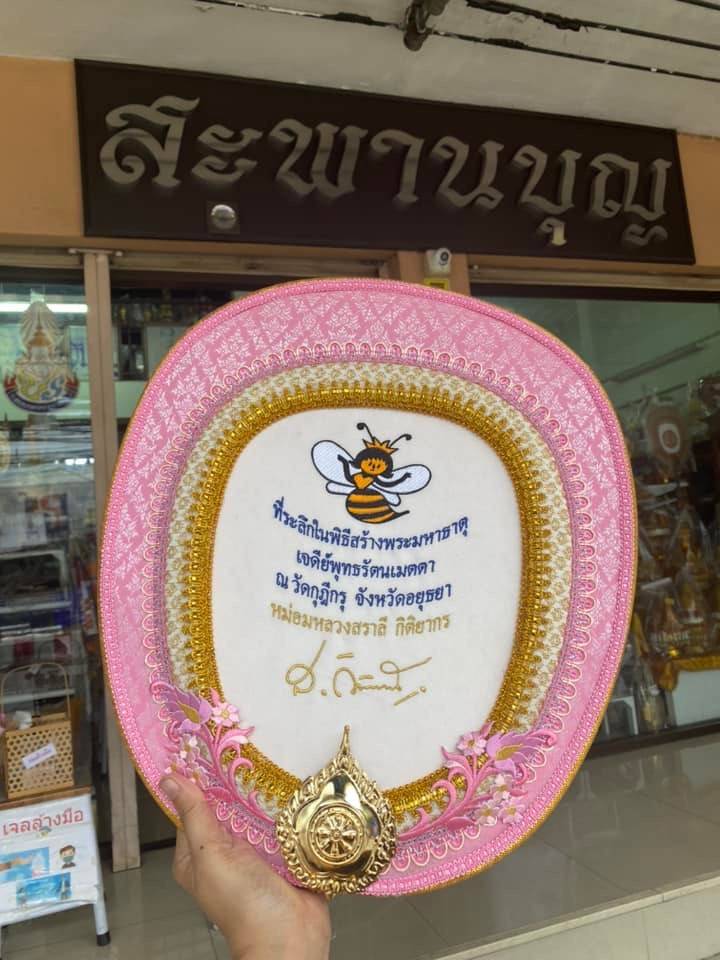 สะพานบุญ
ที่ระลึกในพิธีสร้างพระมหาธาตุ
เจดีย์พุทธรัตนเมตตา
ณ วัดกุฎีกรุ จังหวัดอยุธยา
หม่อมหลวงสราลี กิติยากร
เจลล้างมือ